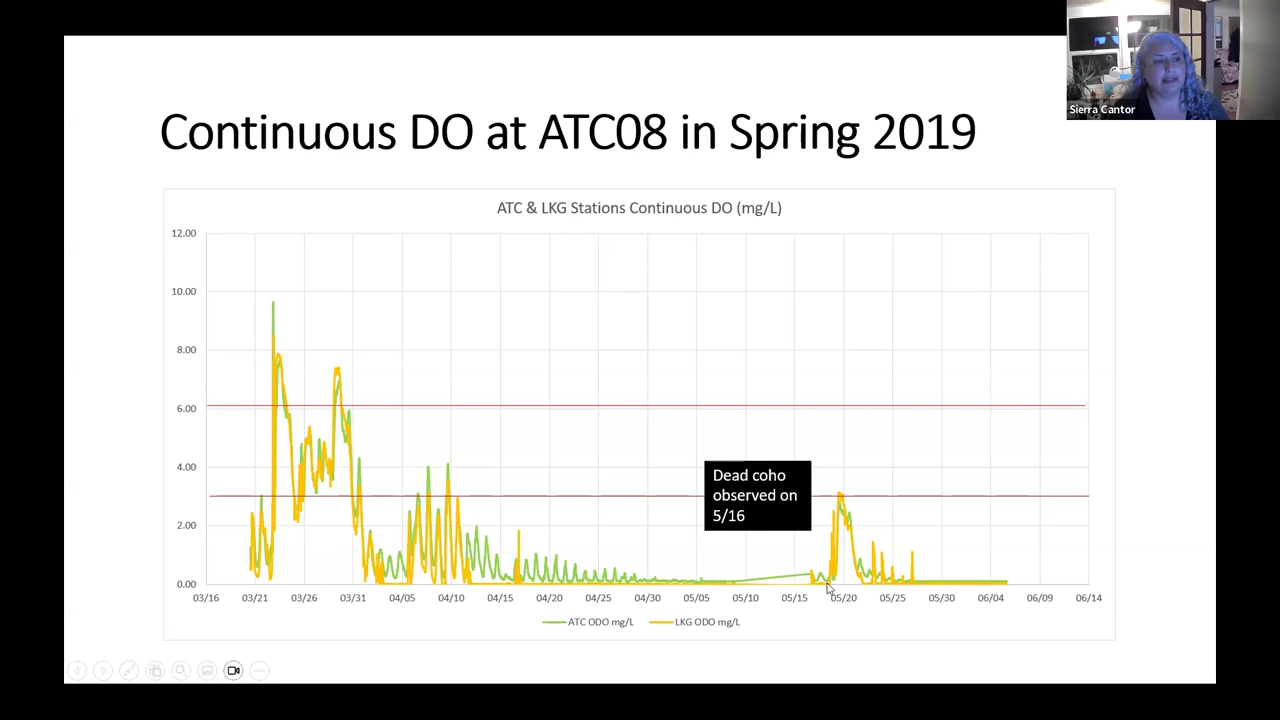 Sierra Cantor
Continuous DO at ATC08 in Spring 2019
ATC & LKG Stations Continuous DO (mg/L)
12.00
10.00
8.00
6.00
4.00
2.00
0.00
Dead coho
observed on
5/16
03/16 03/21 03/26 03/31 04/05 04/10 04/15 04/20 04/25 04/30 05/05 05/10 05/15 05/20 05/25 05/30 06/04 06/09 06/14
ATC ODO mg/L LKG ODO mg/L